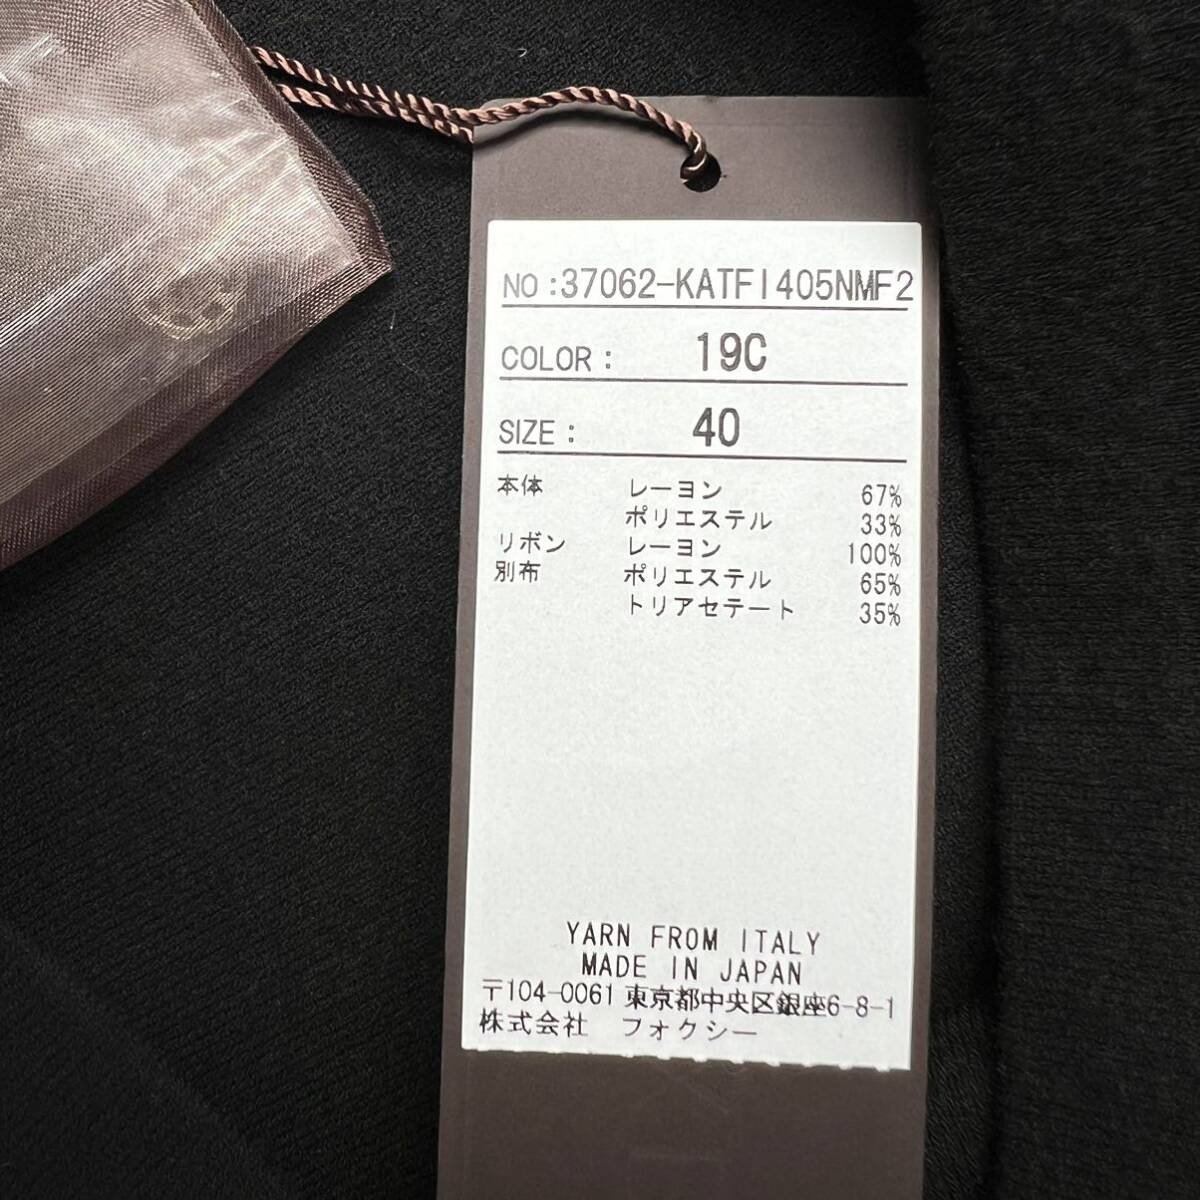 NO:37062-KATFI405NMF2
COLOR: 19C
SIZE: 40
本体 レーヨン 67%
ポリエステル 33%
リボン レーヨン 100%
別布 ポリエステル 65%
トリアセテート 35%
YARN FROM ITALY
MADE IN JAPAN
〒104-0061 東京都中央区銀座6-8-1
株式会社 フォクシー